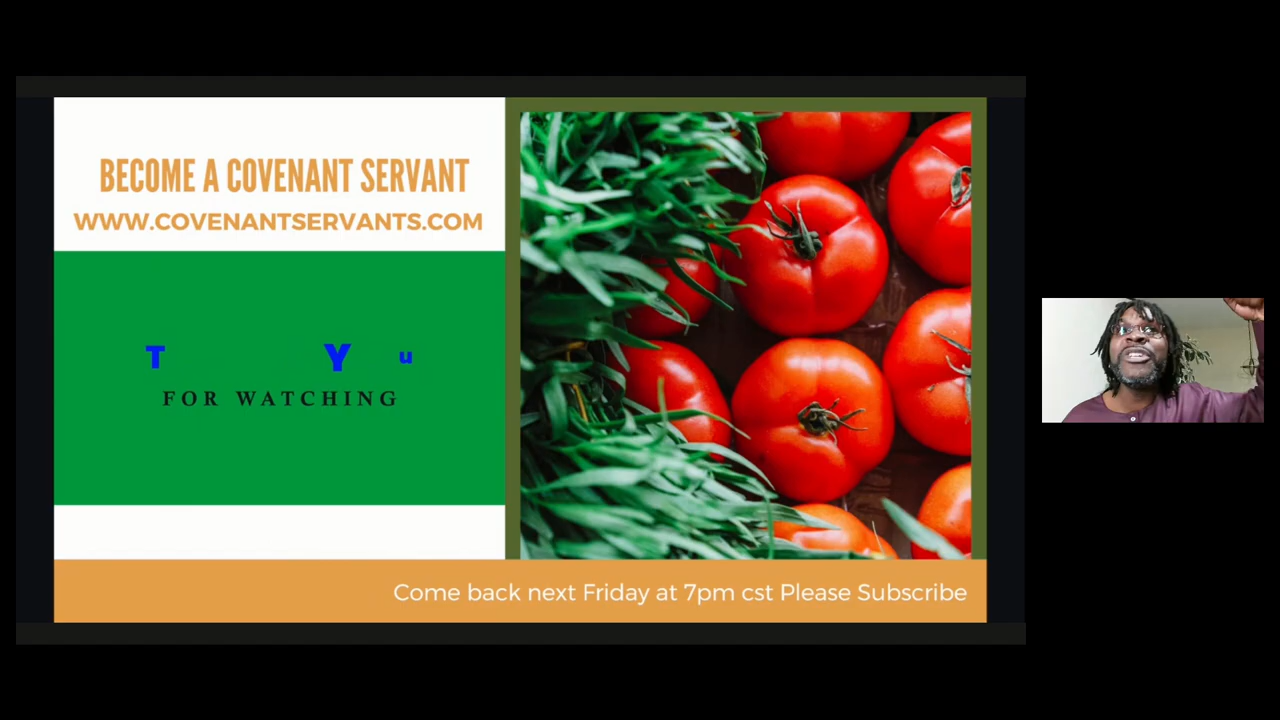 BECOME A COVENANT SERVANT
WWW.COVENANTSERVANTS.COM
T Y u
FOR WATCHING
Come back next Friday at 7pm cst Please Subscribe